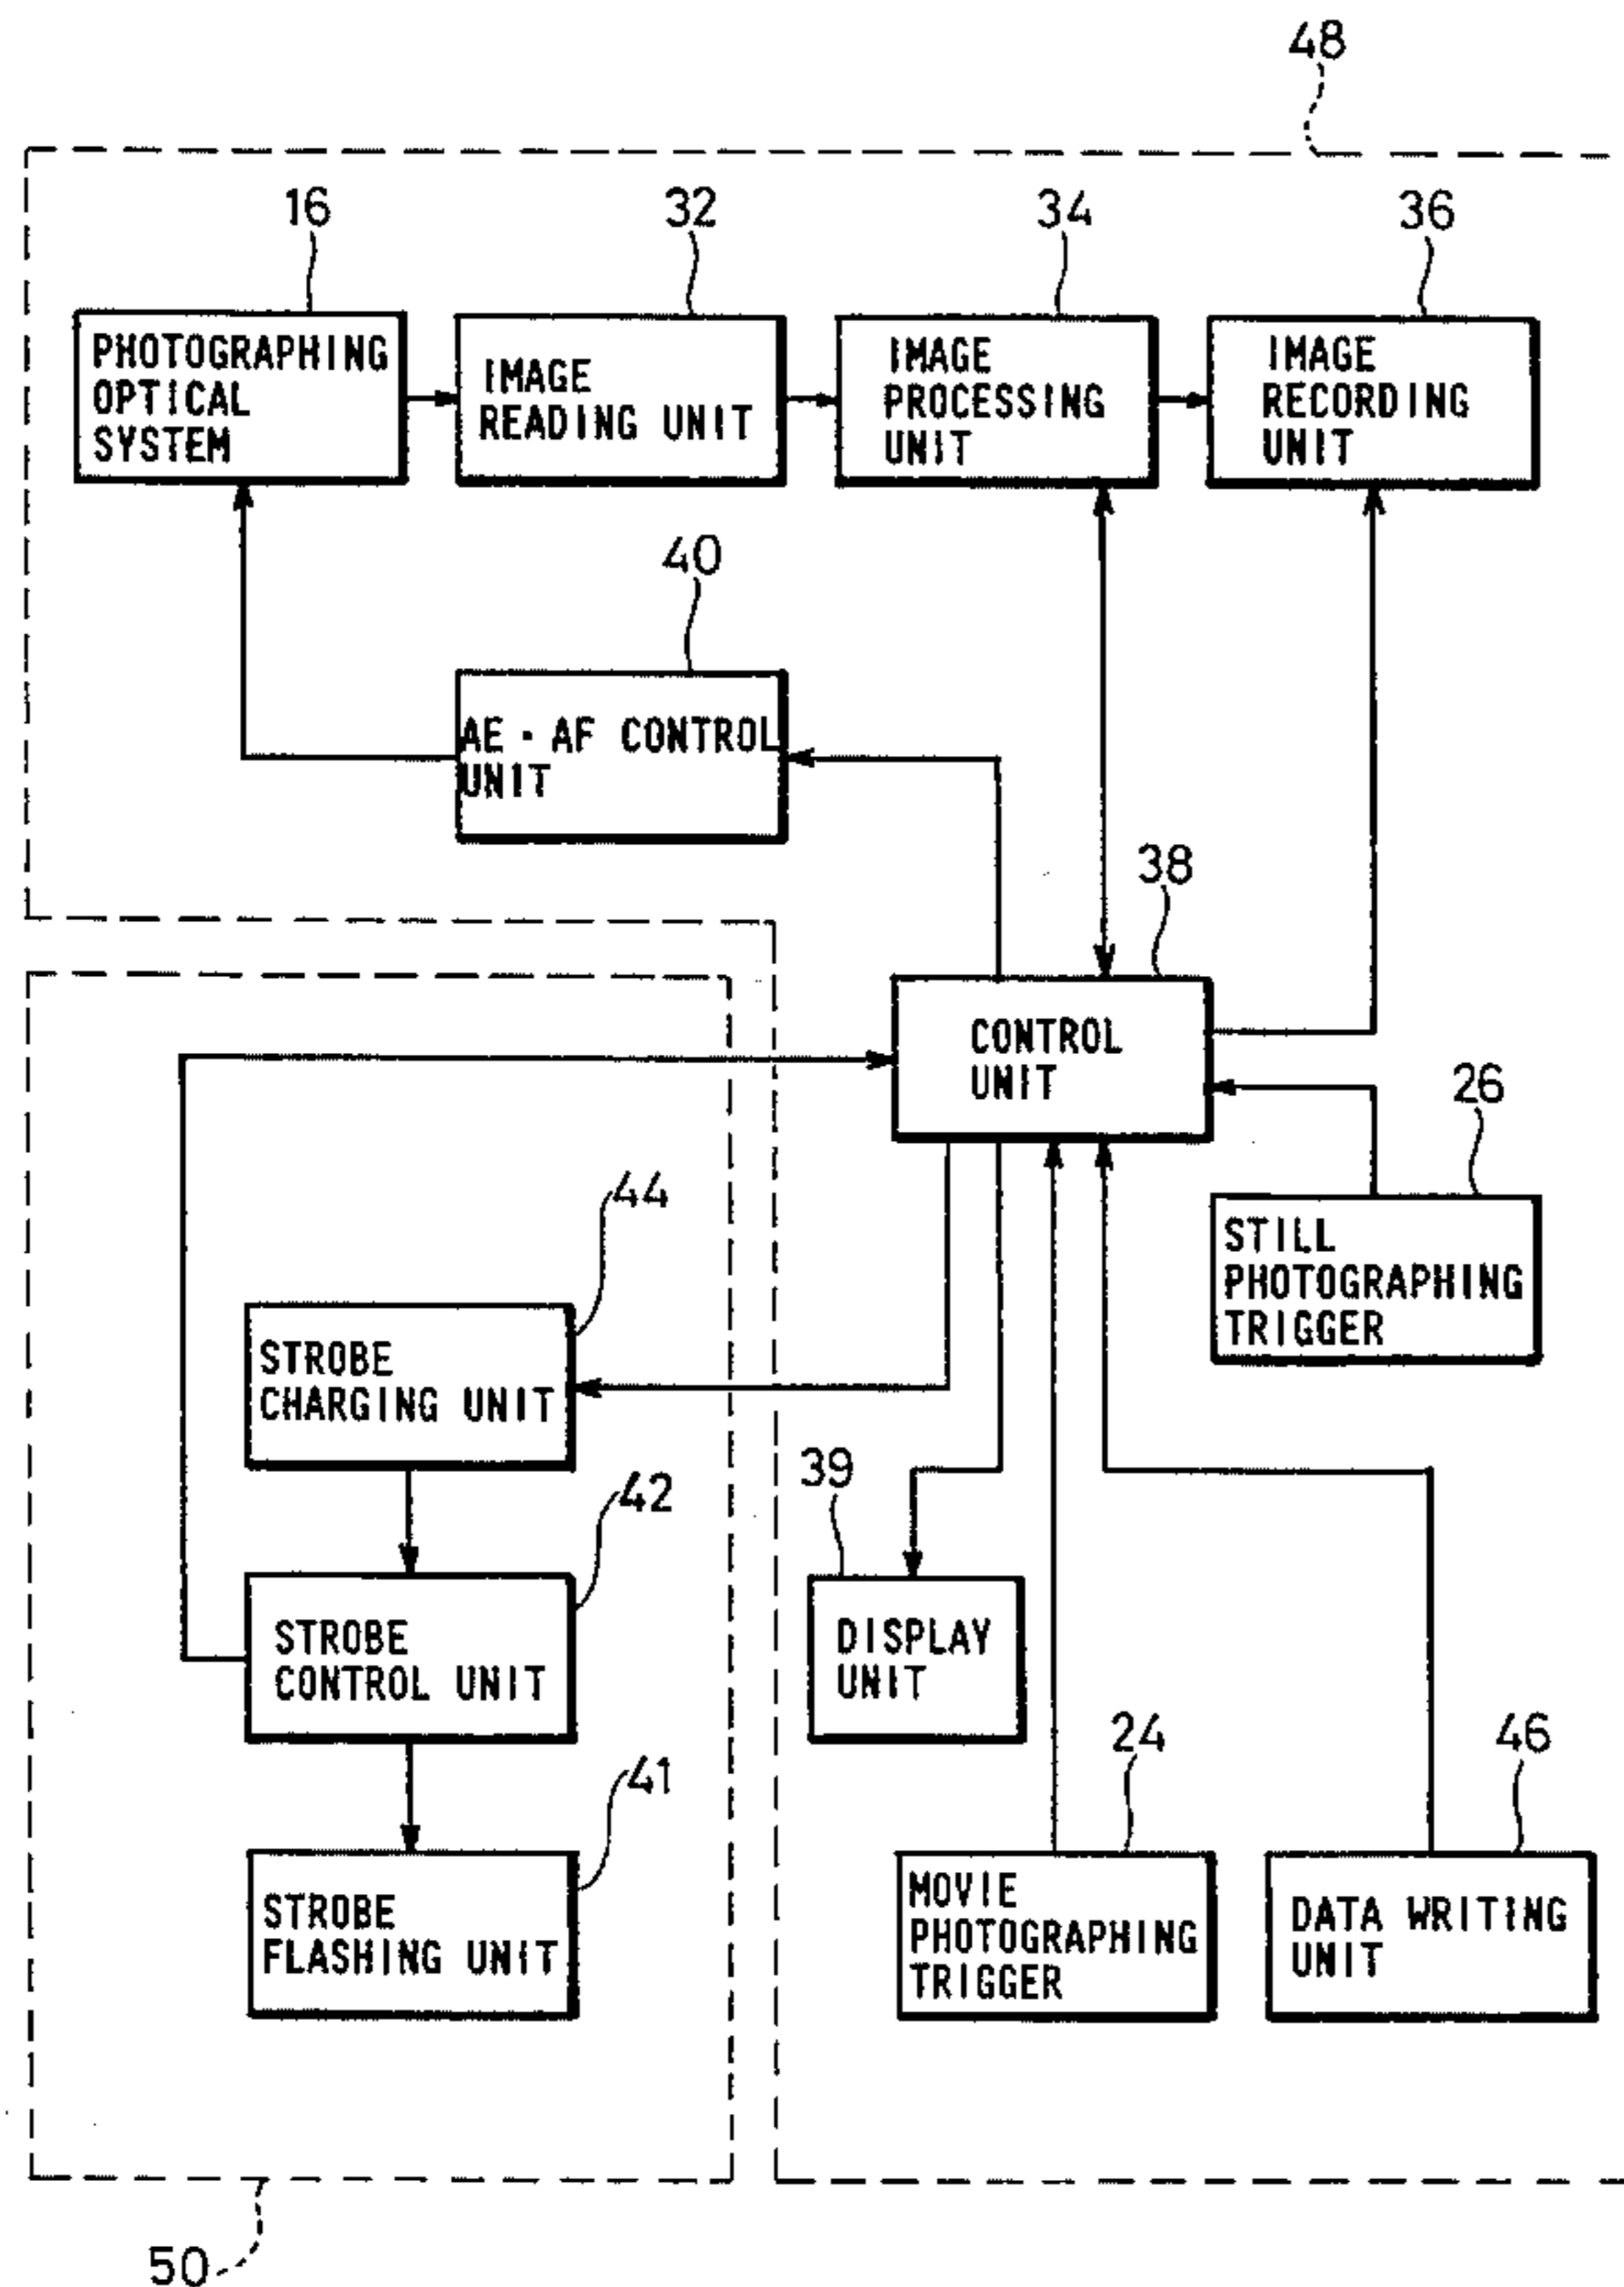 48
16
32
34
36
PHOTOGRAPHING
OPTICAL
SYSTEM
IMAGE
READING UNIT
IMAGE
PROCESSING
UNIT
IMAGE
RECORDING
UNIT
40
AE · AF CONTROL
UNIT
38
CONTROL
UNIT
26
STILL
PHOTOGRAPHING
TRIGGER
44
STROBE
CHARGING UNIT
42
STROBE
CONTROL UNIT
39
DISPLAY
UNIT
41
STROBE
FLASHING UNIT
24
MOVIE
PHOTOGRAPHING
TRIGGER
46
DATA WRITING
UNIT
50